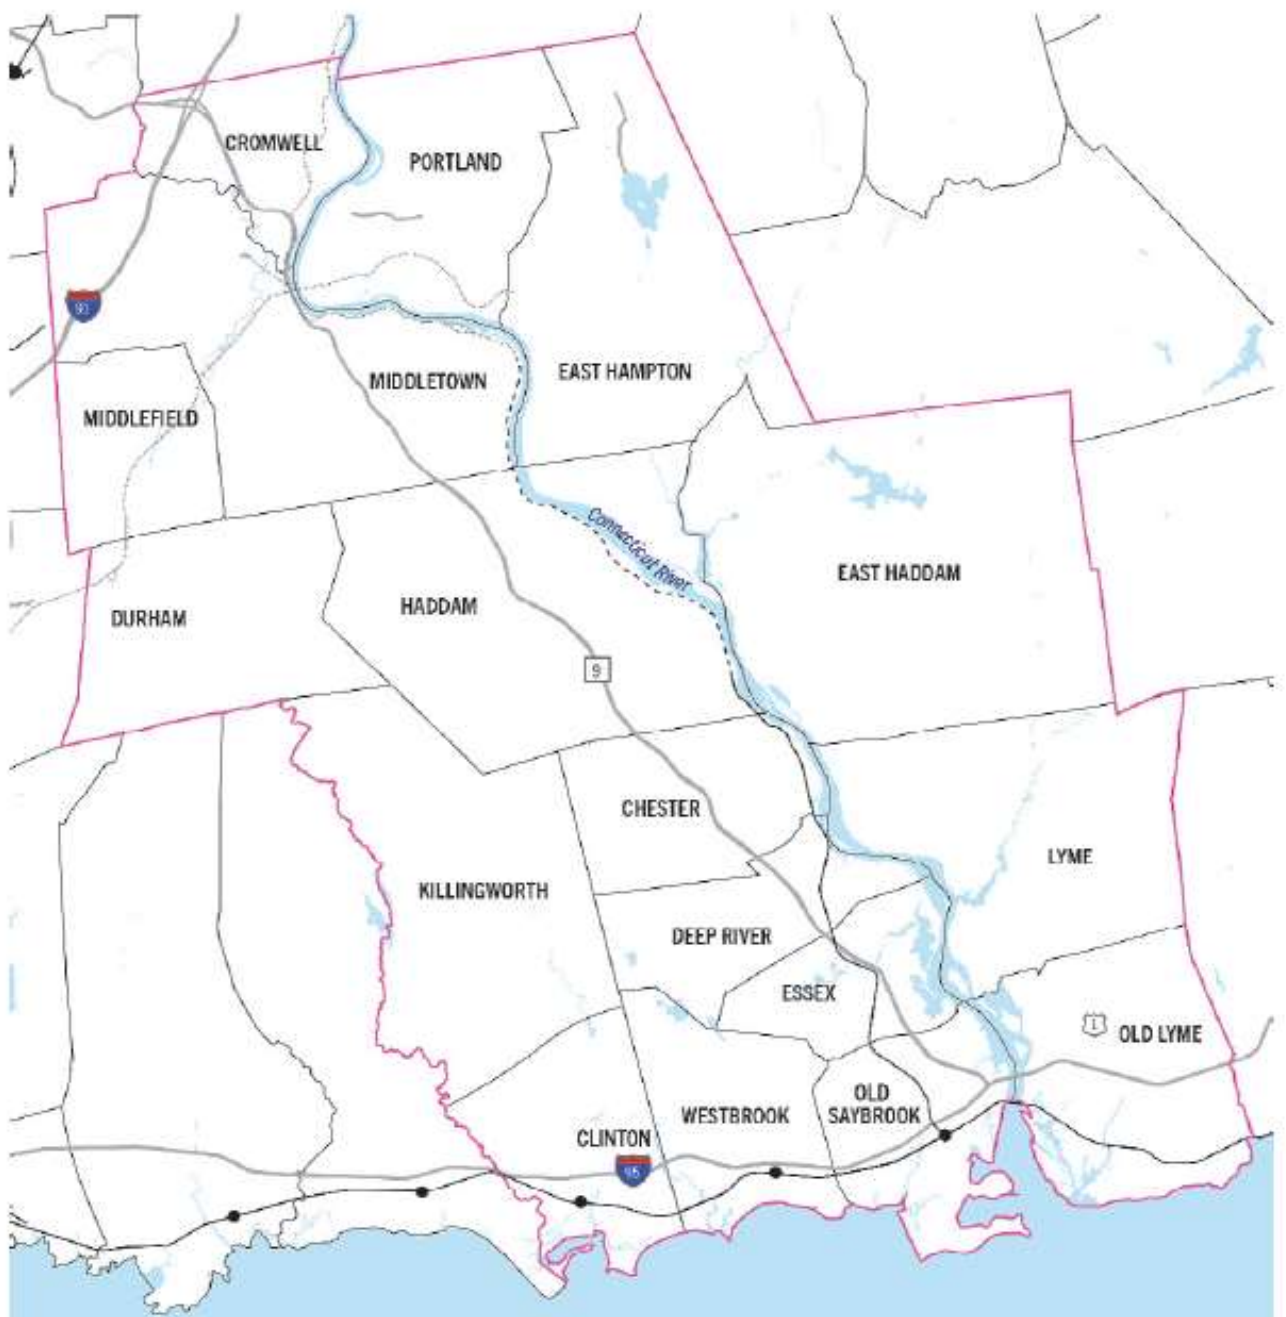 CROMWELL
PORTLAND
91
MIDDLETOWN
EAST HAMPTON
MIDDLEFIELD
Connecticut River
EAST HADDAM
DURHAM
HADDAM
9
CHESTER
LYME
KILLINGWORTH
DEEP RIVER
ESSEX
1
OLD LYME
OLD
SAYBROOK
WESTBROOK
CLINTON
95